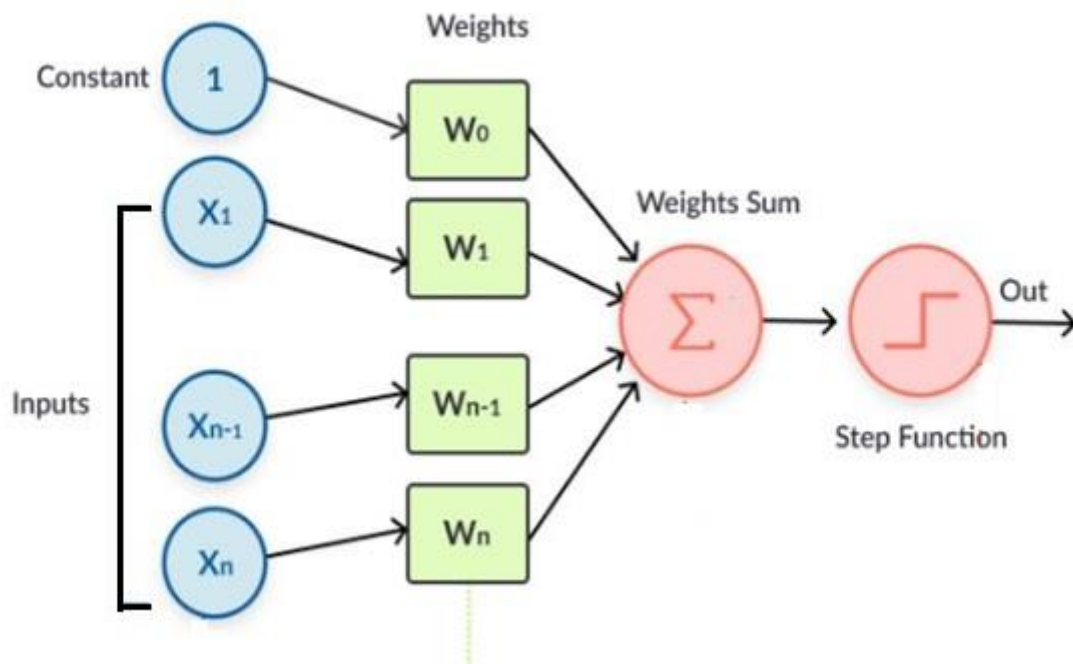 Weights
Constant
1
W0
X1
W1
Weights Sum
Σ
Out
Inputs
Xn-1
Wn-1
Step Function
Xn
Wn